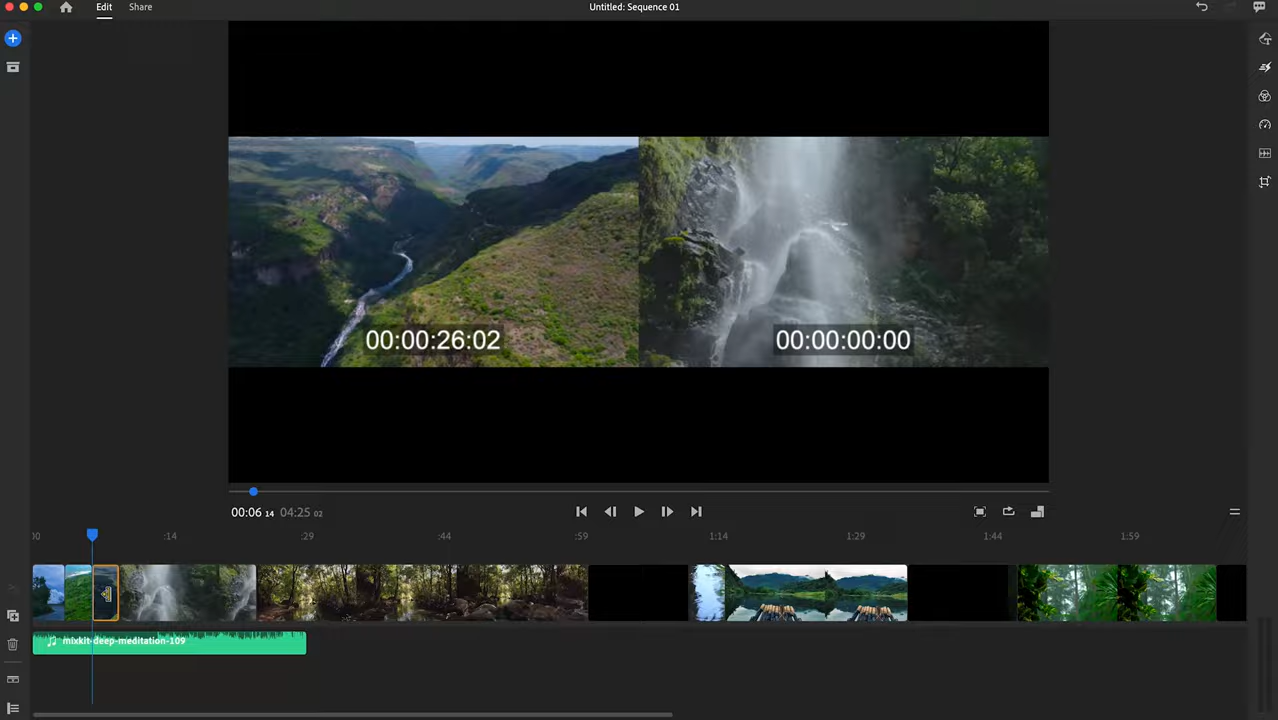 Edit Share Untitled: Sequence 01
00:00:26:02 00:00:00:00
00:06 14 04:25 02
:00 :14 :29 :44 :59 1:14 1:29 1:44 1:59
mixkit-deep-meditation-109